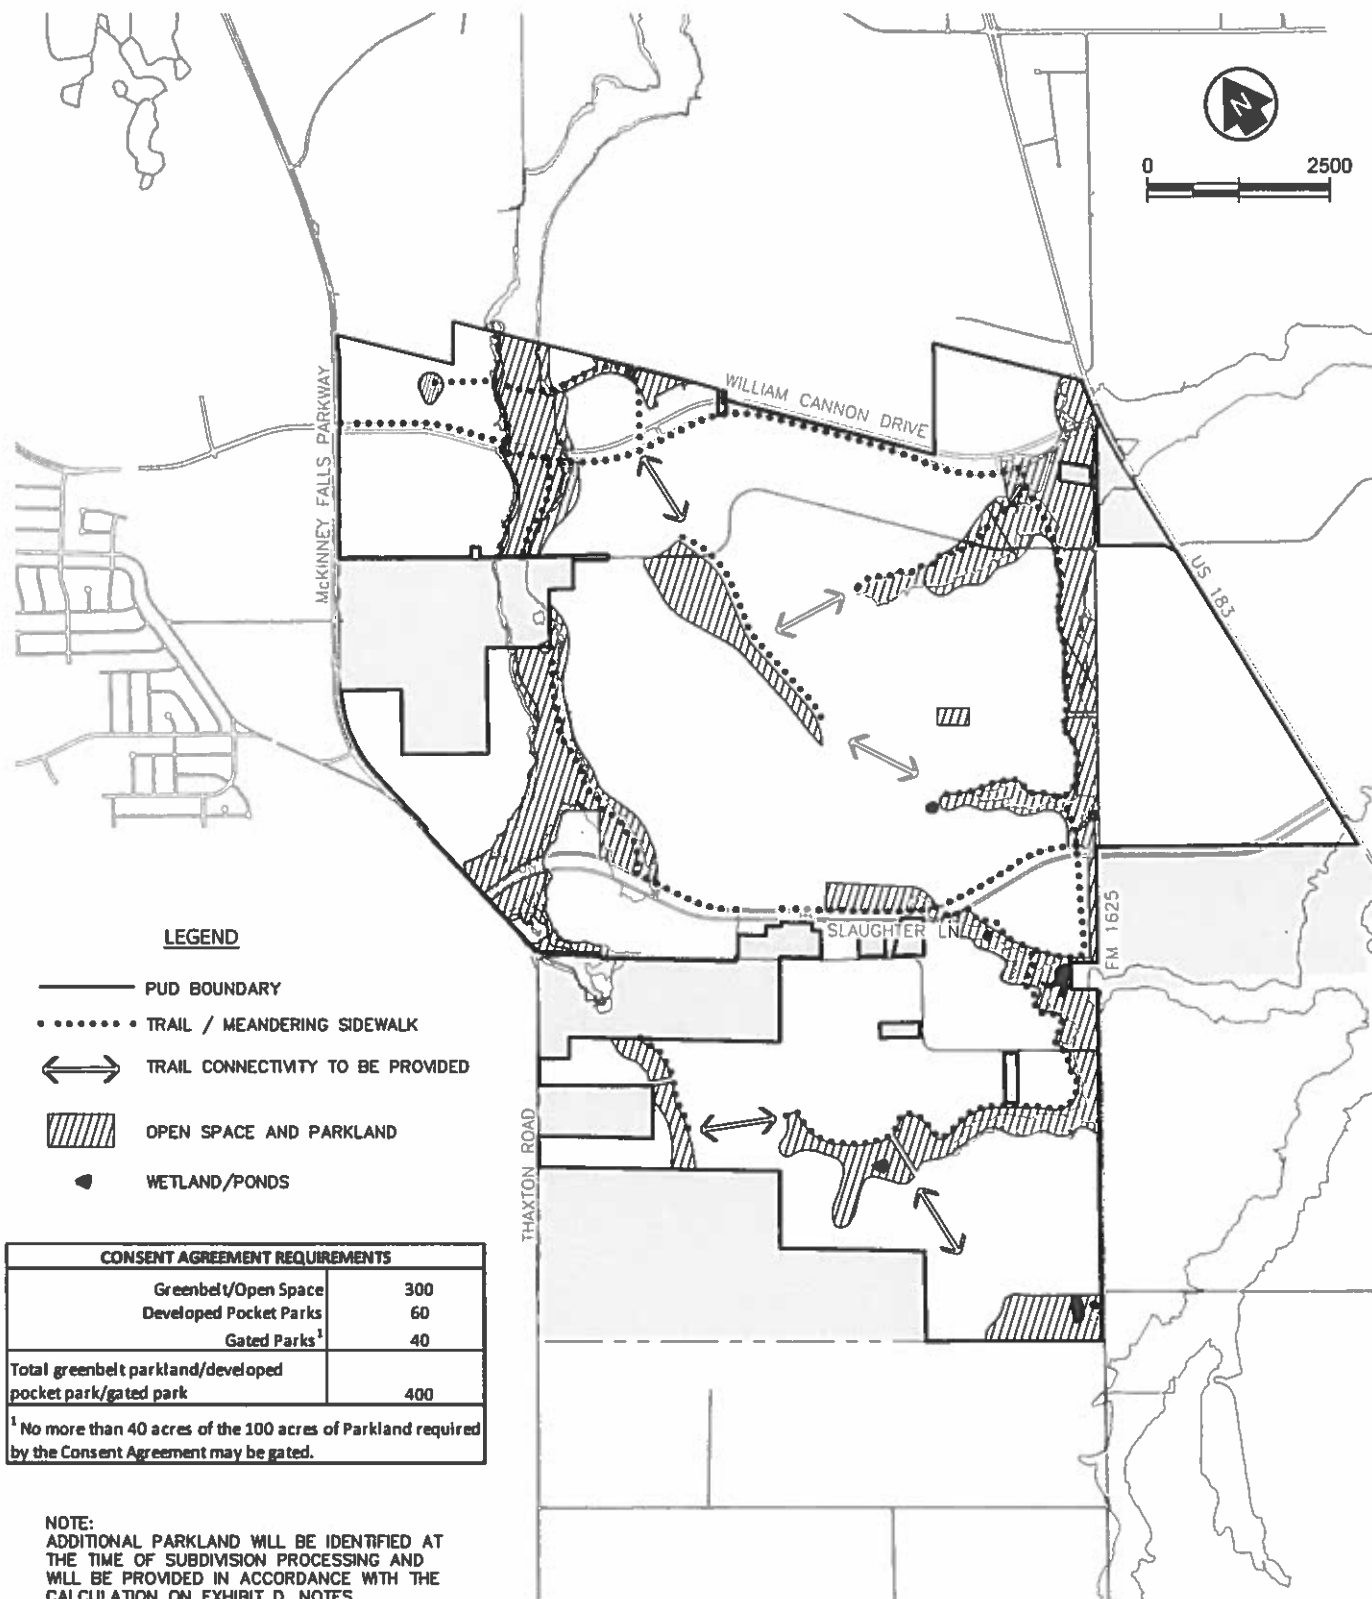 N
0 2500
McKINNEY FALLS PARKWAY
WILLIAM CANNON DRIVE
US 183
SLAUGHTER LN
FM 1625
THAXTON ROAD
LEGEND
PUD BOUNDARY
TRAIL / MEANDERING SIDEWALK
TRAIL CONNECTIVITY TO BE PROVIDED
OPEN SPACE AND PARKLAND
WETLAND/PONDS
CONSENT AGREEMENT REQUIREMENTS
Greenbelt/Open Space 300
Developed Pocket Parks 60
Gated Parks¹ 40
Total greenbelt parkland/developed
pocket park/gated park 400
¹ No more than 40 acres of the 100 acres of Parkland required
by the Consent Agreement may be gated.
NOTE:
ADDITIONAL PARKLAND WILL BE IDENTIFIED AT
THE TIME OF SUBDIVISION PROCESSING AND
WILL BE PROVIDED IN ACCORDANCE WITH THE
CALCULATION ON EXHIBIT D, NOTES